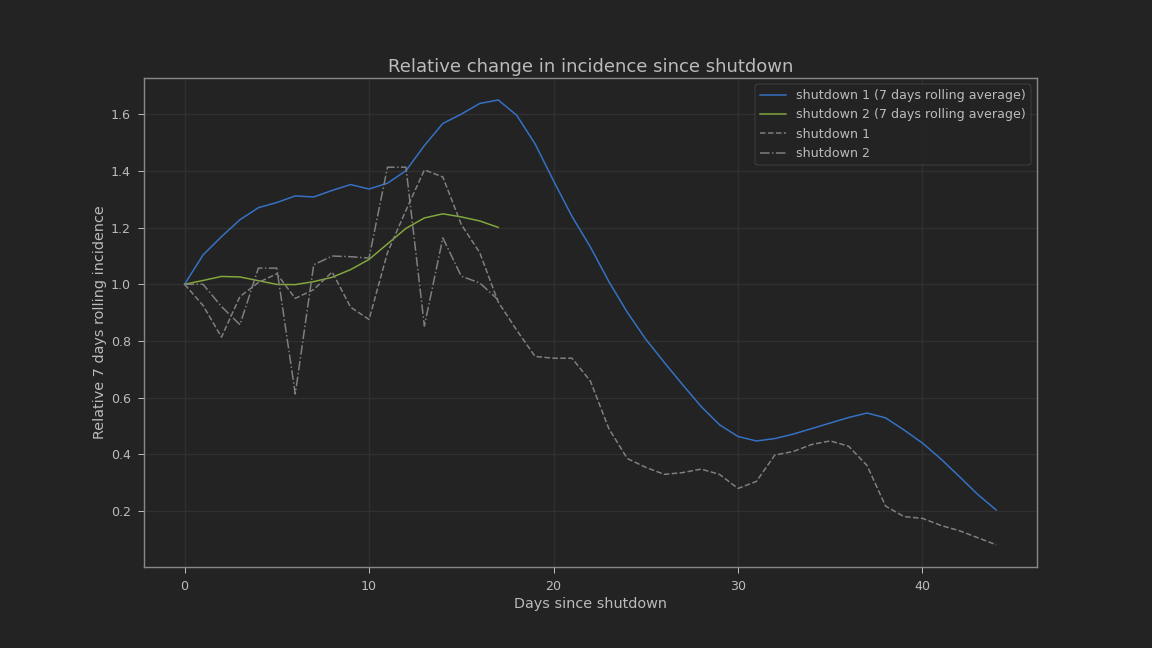 Relative change in incidence since shutdown
shutdown 1 (7 days rolling average)
shutdown 2 (7 days rolling average)
shutdown 1
shutdown 2
Relative 7 days rolling incidence
1.6
1.4
1.2
1.0
0.8
0.6
0.4
0.2
0 10 20 30 40
Days since shutdown